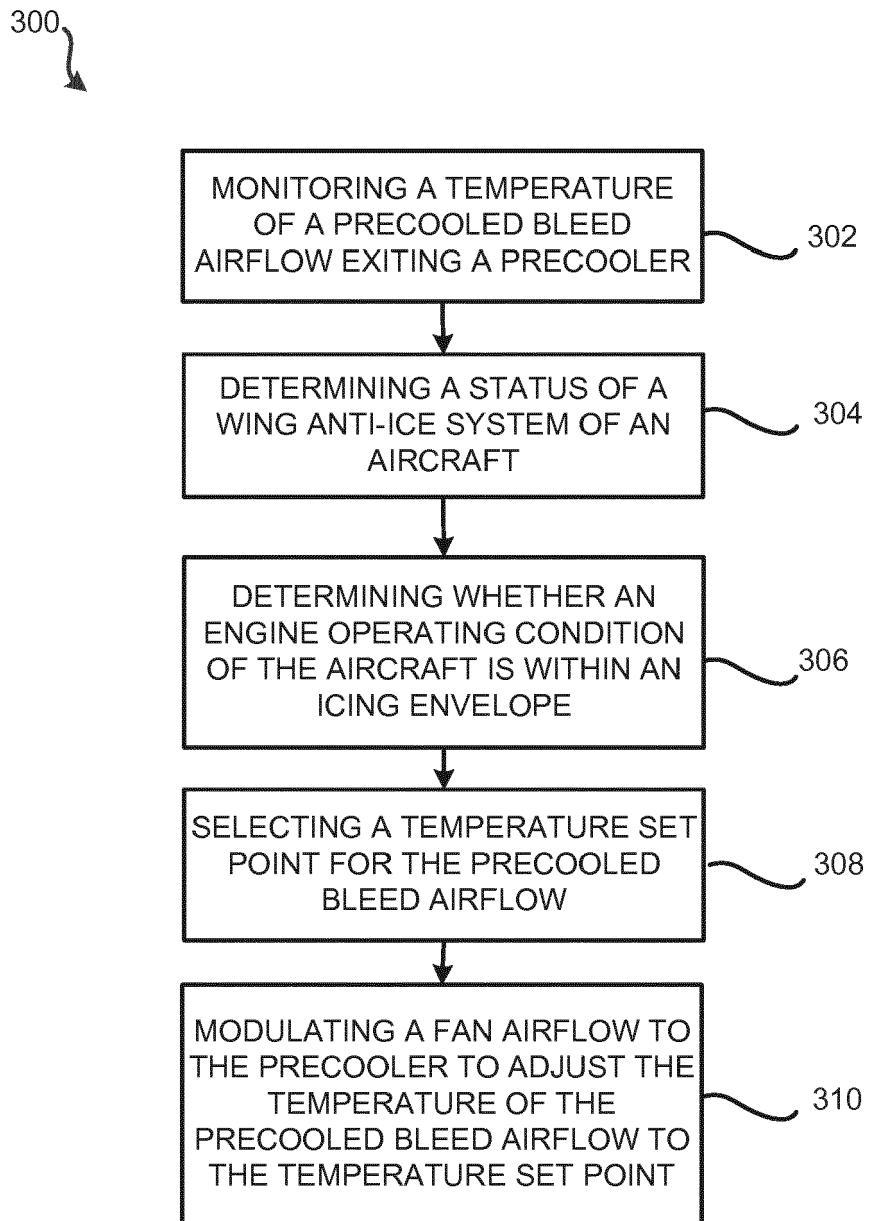 300
MONITORING A TEMPERATURE
OF A PRECOOLED BLEED
AIRFLOW EXITING A PRECOOLER
302
DETERMINING A STATUS OF A
WING ANTI-ICE SYSTEM OF AN
AIRCRAFT
304
DETERMINING WHETHER AN
ENGINE OPERATING CONDITION
OF THE AIRCRAFT IS WITHIN AN
ICING ENVELOPE
306
SELECTING A TEMPERATURE SET
POINT FOR THE PRECOOLED
BLEED AIRFLOW
308
MODULATING A FAN AIRFLOW TO
THE PRECOOLER TO ADJUST THE
TEMPERATURE OF THE
PRECOOLED BLEED AIRFLOW TO
THE TEMPERATURE SET POINT
310